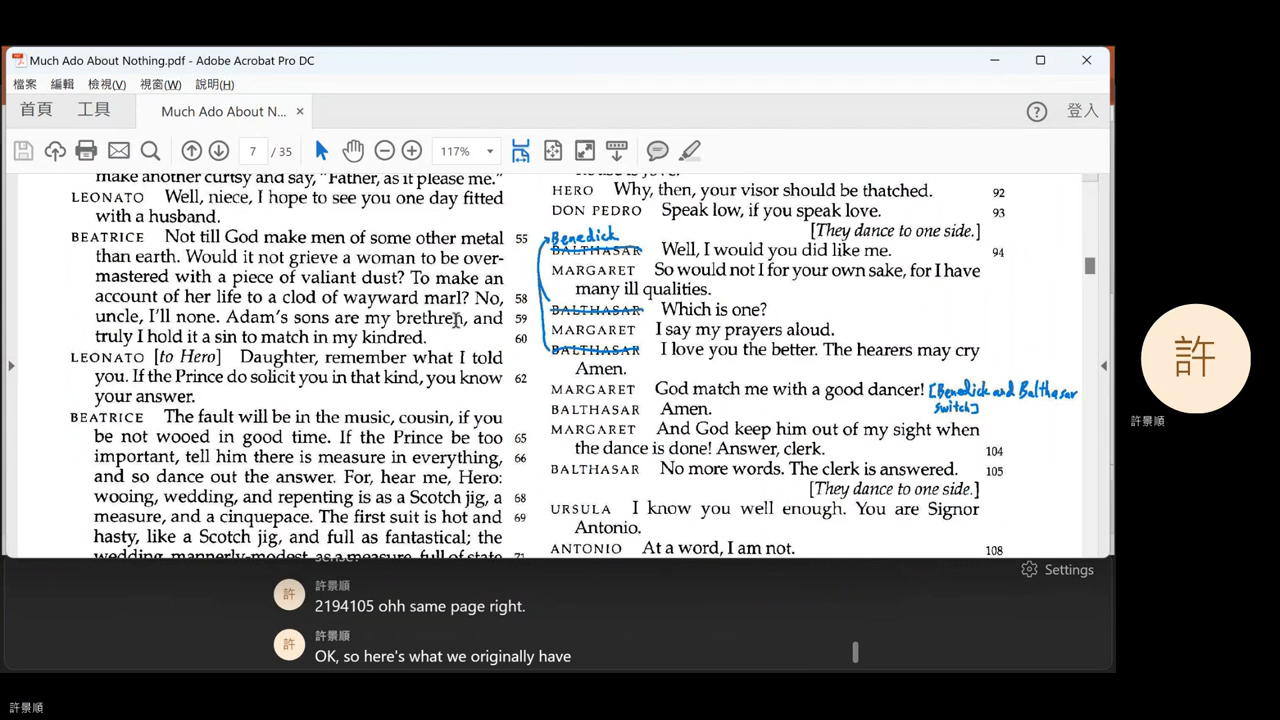 Much Ado About Nothing.pdf - Adobe Acrobat Pro DC
檔案 編輯 檢視(V) 視窗(W) 說明(H)
首頁 工具 Much Ado About N... × 登入
7 / 35 117%
make another curtsy and say, "Father, as it please me."
LEONATO Well, niece, I hope to see you one day fitted
with a husband.
BEATRICE Not till God make men of some other metal 55
than earth. Would it not grieve a woman to be over-
mastered with a piece of valiant dust? To make an
account of her life to a clod of wayward marl? No, 58
uncle, I'll none. Adam's sons are my brethren, and 59
truly I hold it a sin to match in my kindred. 60
LEONATO [to Hero] Daughter, remember what I told
you. If the Prince do solicit you in that kind, you know 62
your answer.
BEATRICE The fault will be in the music, cousin, if you
be not wooed in good time. If the Prince be too 65
important, tell him there is measure in everything, 66
and so dance out the answer. For, hear me, Hero:
wooing, wedding, and repenting is as a Scotch jig, a 68
measure, and a cinquepace. The first suit is hot and 69
hasty, like a Scotch jig, and full as fantastical; the
wedding, mannerly-modest, as a measure, full of state 71
house is love.
HERO Why, then, your visor should be thatched. 92
DON PEDRO Speak low, if you speak love. 93
[They dance to one side.]
Benedick
BALTHASAR Well, I would you did like me. 94
MARGARET So would not I for your own sake, for I have
many ill qualities.
BALTHASAR Which is one?
MARGARET I say my prayers aloud.
BALTHASAR I love you the better. The hearers may cry
Amen.
MARGARET God match me with a good dancer! [Benedick and Balthasar
switch]
BALTHASAR Amen.
MARGARET And God keep him out of my sight when
the dance is done! Answer, clerk. 104
BALTHASAR No more words. The clerk is answered. 105
[They dance to one side.]
URSULA I know you well enough. You are Signor
Antonio.
ANTONIO At a word, I am not. 108
sense?
Settings
許 許景順
2194105 ohh same page right.
許 許景順
OK, so here's what we originally have
許
許景順
許景順